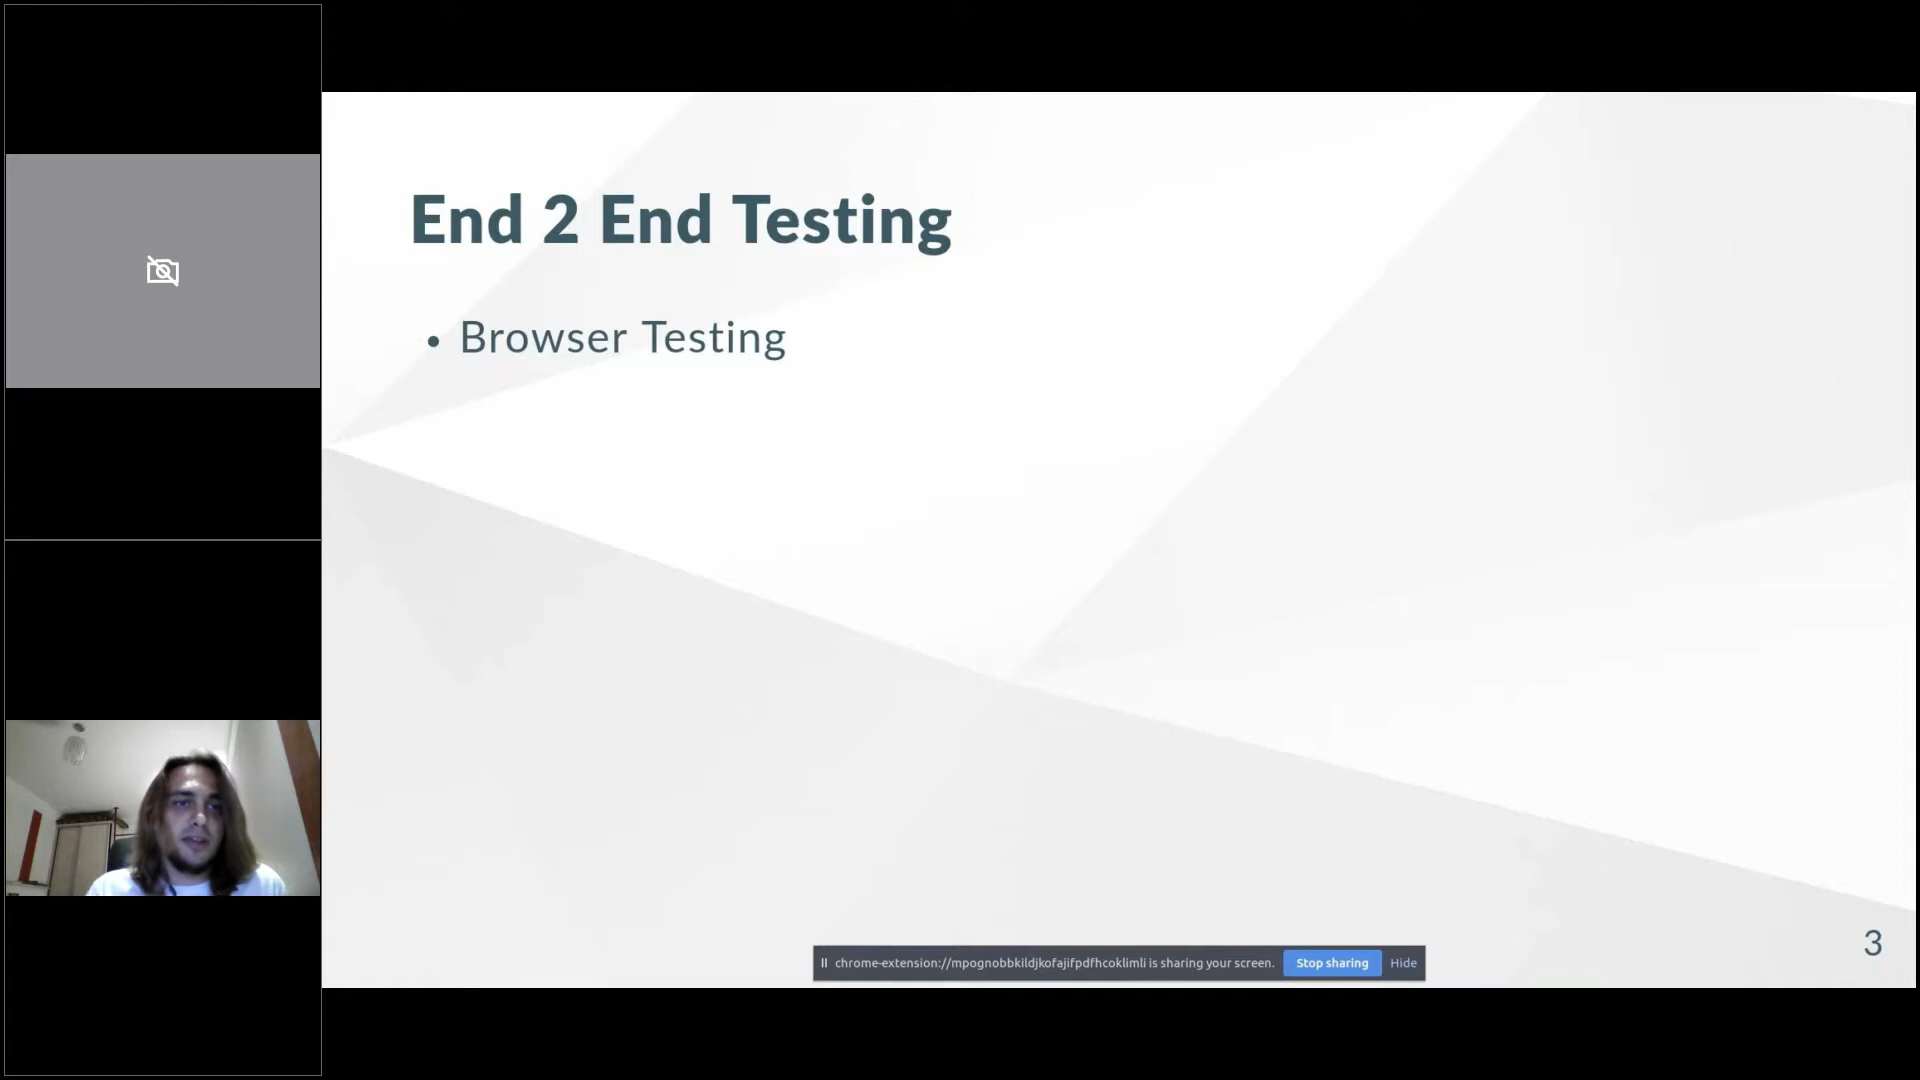 End 2 End Testing
• Browser Testing
chrome-extension://mpognobbkildjkofajifpdfhcoklimli is sharing your screen. Stop sharing Hide
3